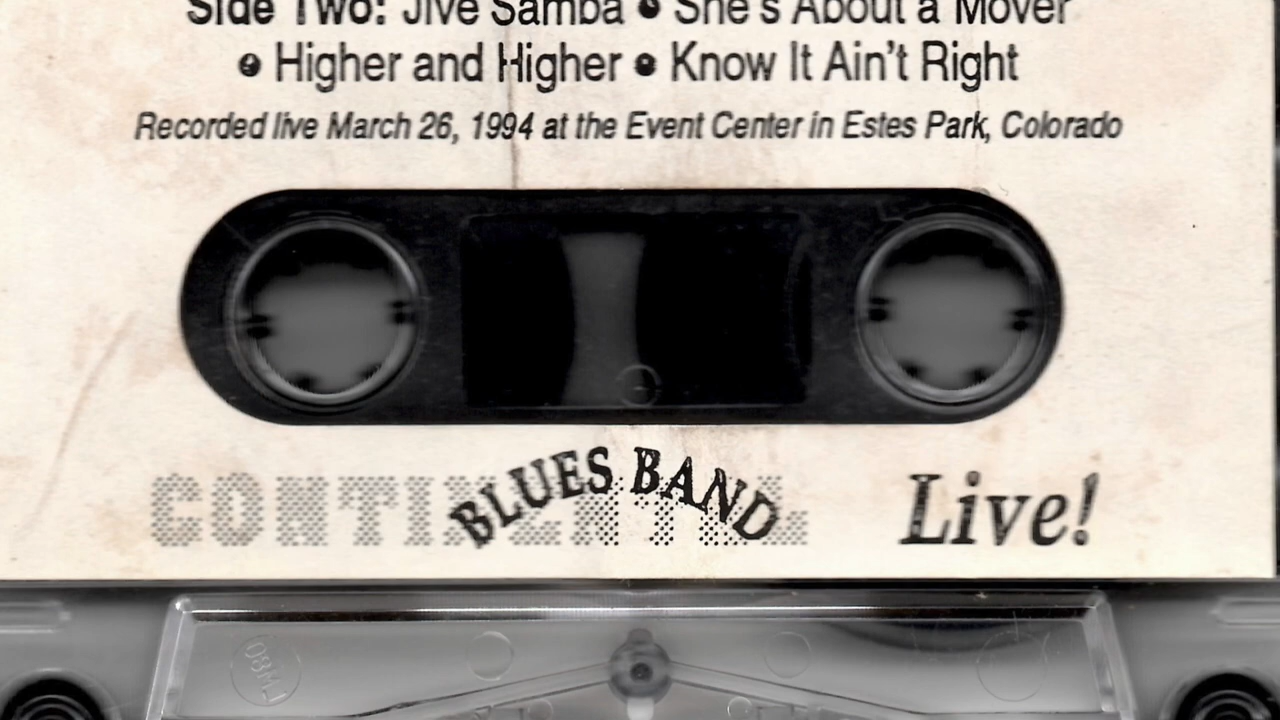 Side Two: Jive Samba • She's About a Mover
• Higher and Higher • Know It Ain't Right
Recorded live March 26, 1994 at the Event Center in Estes Park, Colorado
BLUES BAND
CONTINENTAL Live!